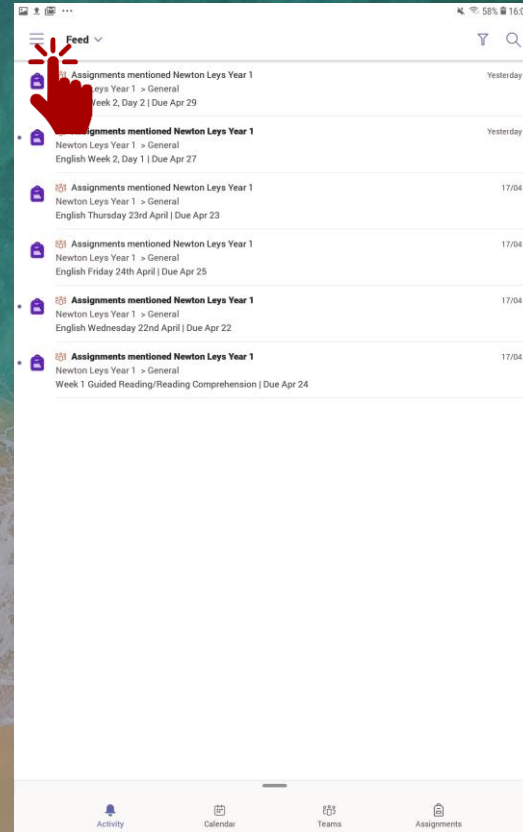 58% 16:0
Feed
Assignments mentioned Newton Leys Year 1
Yesterday
Leys Year 1 > General
Week 2, Day 2 | Due Apr 29
Assignments mentioned Newton Leys Year 1
Yesterday
Newton Leys Year 1 > General
English Week 2, Day 1 | Due Apr 27
Assignments mentioned Newton Leys Year 1
17/04
Newton Leys Year 1 > General
English Thursday 23rd April | Due Apr 23
Assignments mentioned Newton Leys Year 1
17/04
Newton Leys Year 1 > General
English Friday 24th April | Due Apr 25
Assignments mentioned Newton Leys Year 1
17/04
Newton Leys Year 1 > General
English Wednesday 22nd April | Due Apr 22
Assignments mentioned Newton Leys Year 1
17/04
Newton Leys Year 1 > General
Week 1 Guided Reading/Reading Comprehension | Due Apr 24
Activity
Calendar
Teams
Assignments